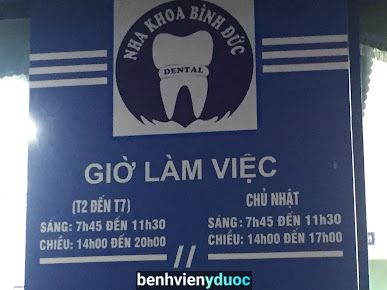 NHA KHOA BÌNH ĐỨC
DENTAL
GIỜ LÀM VIỆC
(T2 ĐẾN T7)
SÁNG: 7h45 ĐẾN 11h30
CHIỀU: 14h00 ĐẾN 20h00
CHỦ NHẬT
SÁNG: 7h45 ĐẾN 11h30
CHIỀU: 14h00 ĐẾN 17h00
//
benhvienyduoc